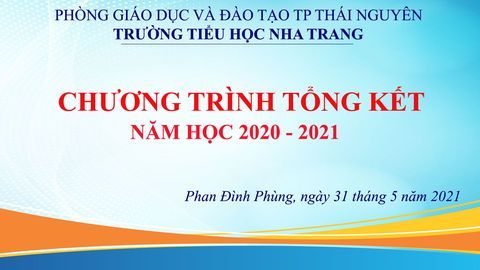 PHÒNG GIÁO DỤC VÀ ĐÀO TẠO TP THÁI NGUYÊN
TRƯỜNG TIỂU HỌC NHA TRANG
CHƯƠNG TRÌNH TỔNG KẾT
NĂM HỌC 2020 - 2021
Phan Đình Phùng, ngày 31 tháng 5 năm 2021